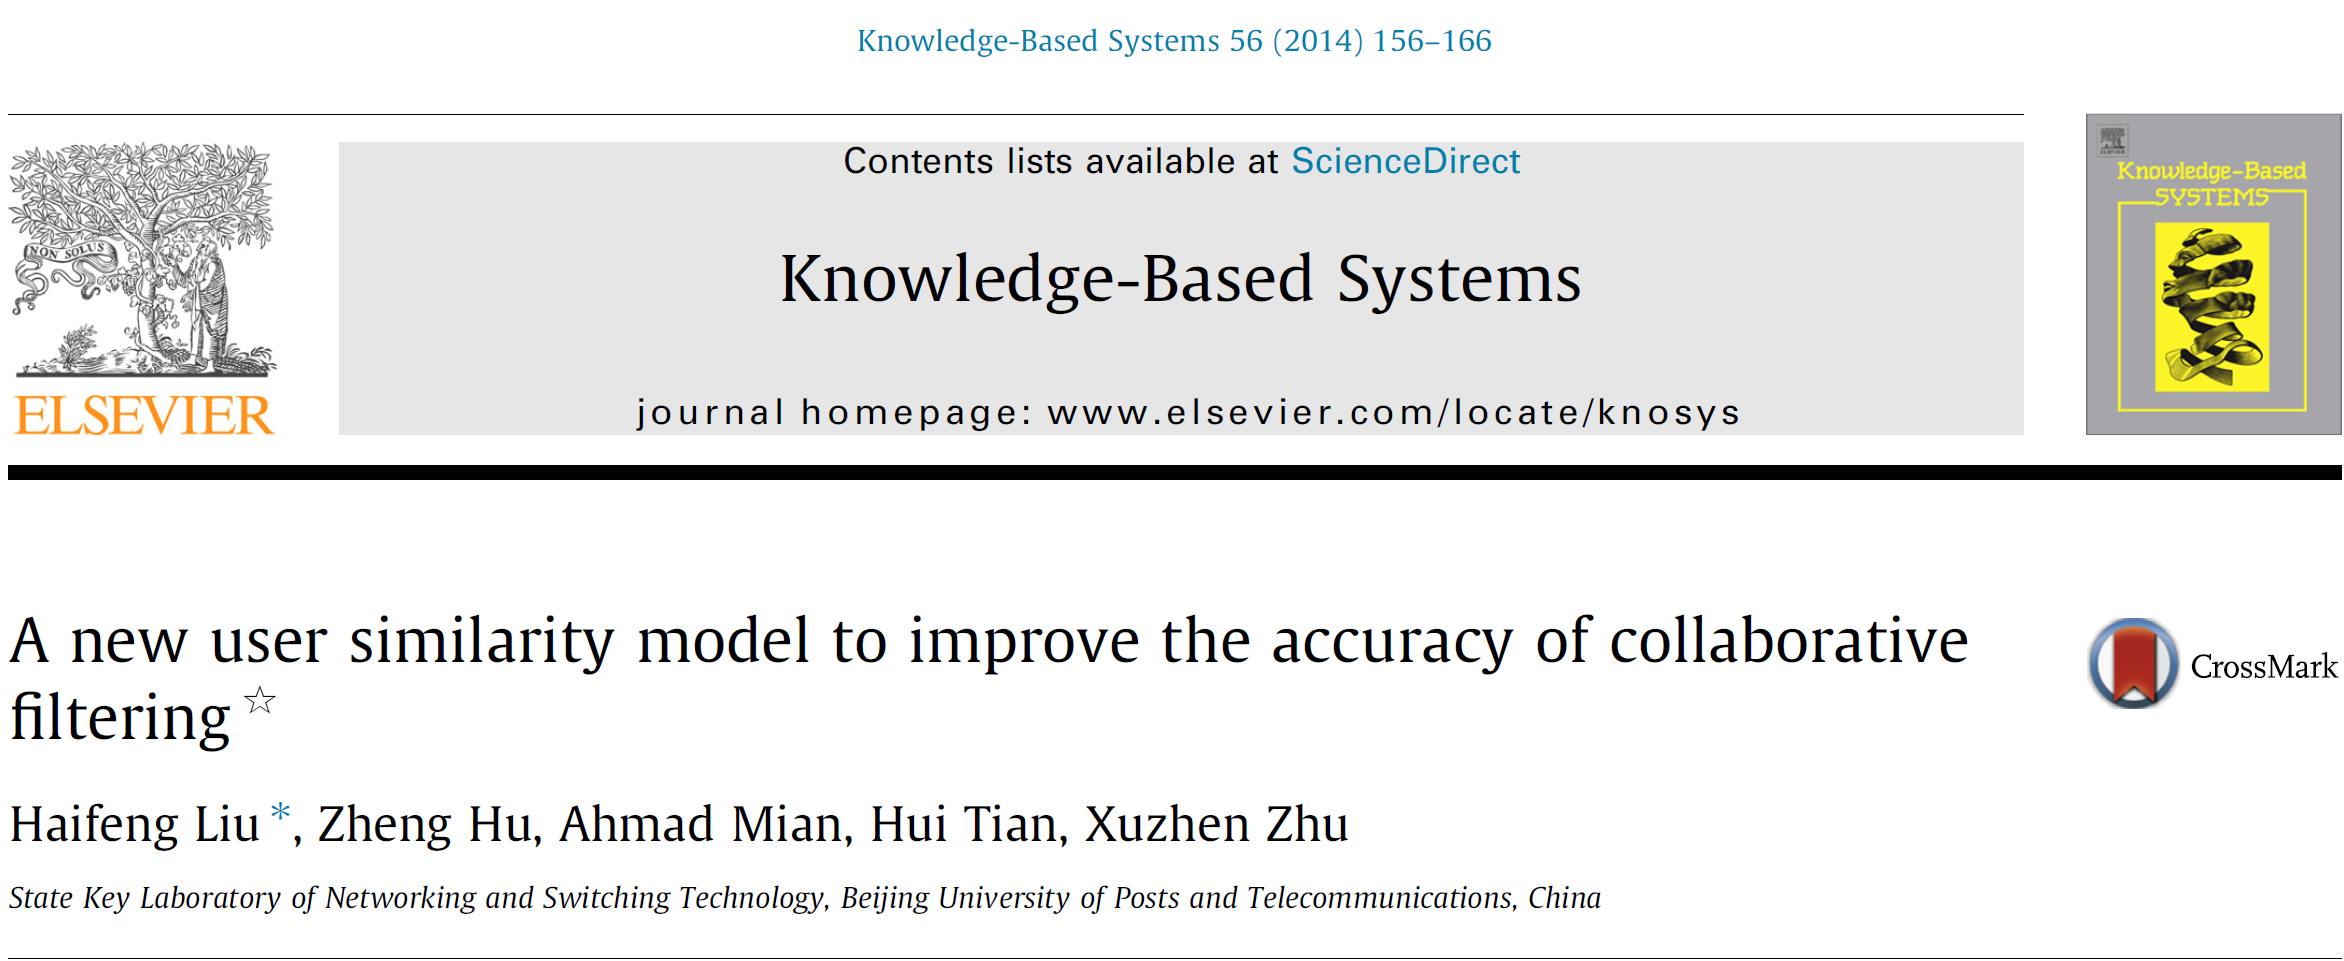 Knowledge-Based Systems 56 (2014) 156–166
Contents lists available at ScienceDirect
Knowledge-Based Systems
journal homepage: www.elsevier.com/locate/knosys
NON SOLUS
ELSEVIER
Knowledge-Based
SYSTEMS
A new user similarity model to improve the accuracy of collaborative
filtering ☆
CrossMark
Haifeng Liu *, Zheng Hu, Ahmad Mian, Hui Tian, Xuzhen Zhu
State Key Laboratory of Networking and Switching Technology, Beijing University of Posts and Telecommunications, China